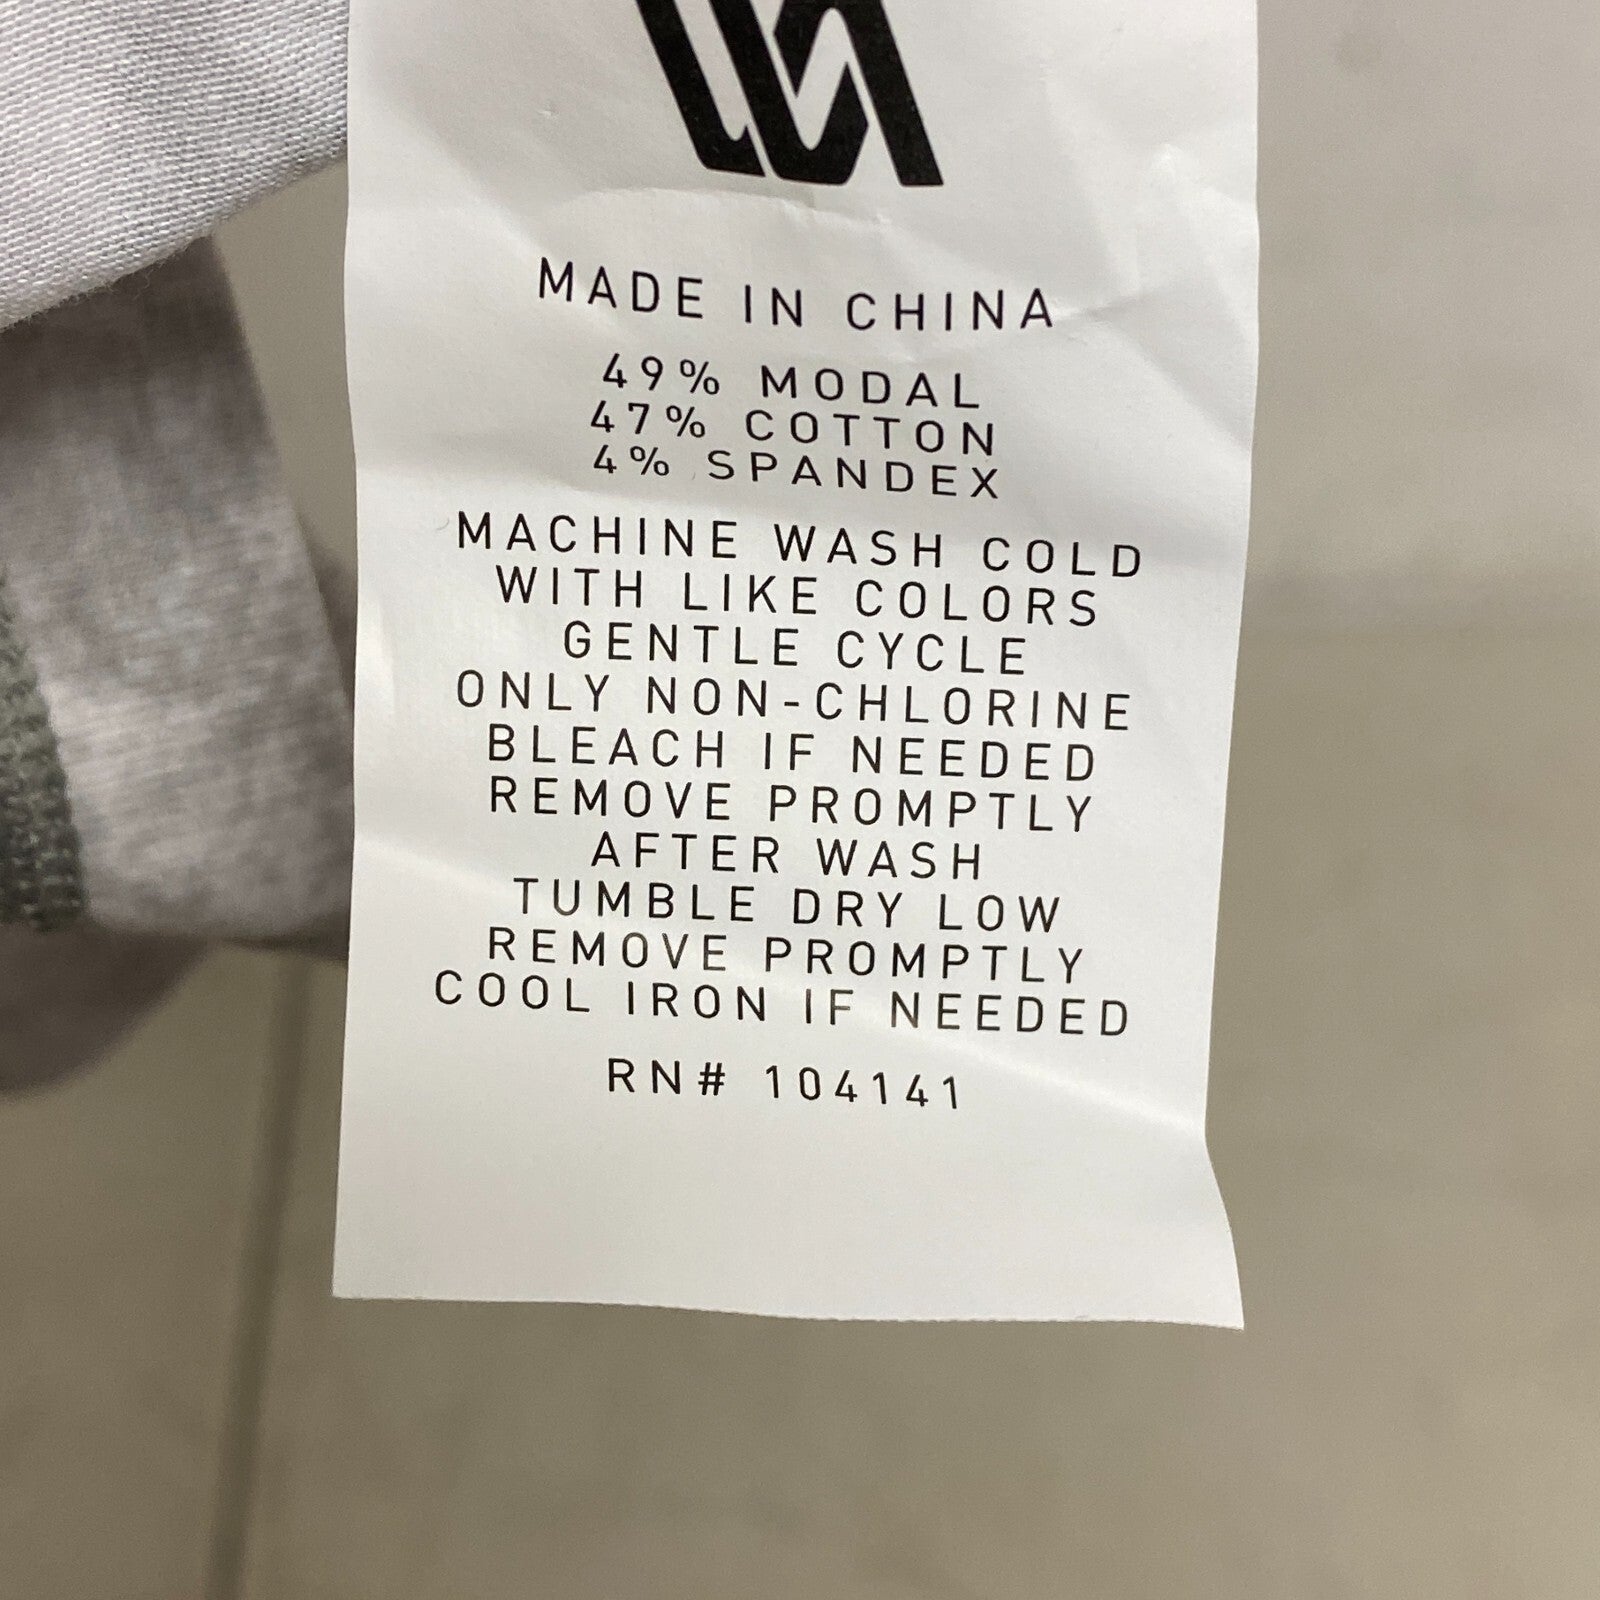 MADE IN CHINA
49% MODAL
47% COTTON
4% SPANDEX
MACHINE WASH COLD
WITH LIKE COLORS
GENTLE CYCLE
ONLY NON-CHLORINE
BLEACH IF NEEDED
REMOVE PROMPTLY
AFTER WASH
TUMBLE DRY LOW
REMOVE PROMPTLY
COOL IRON IF NEEDED
RN# 104141